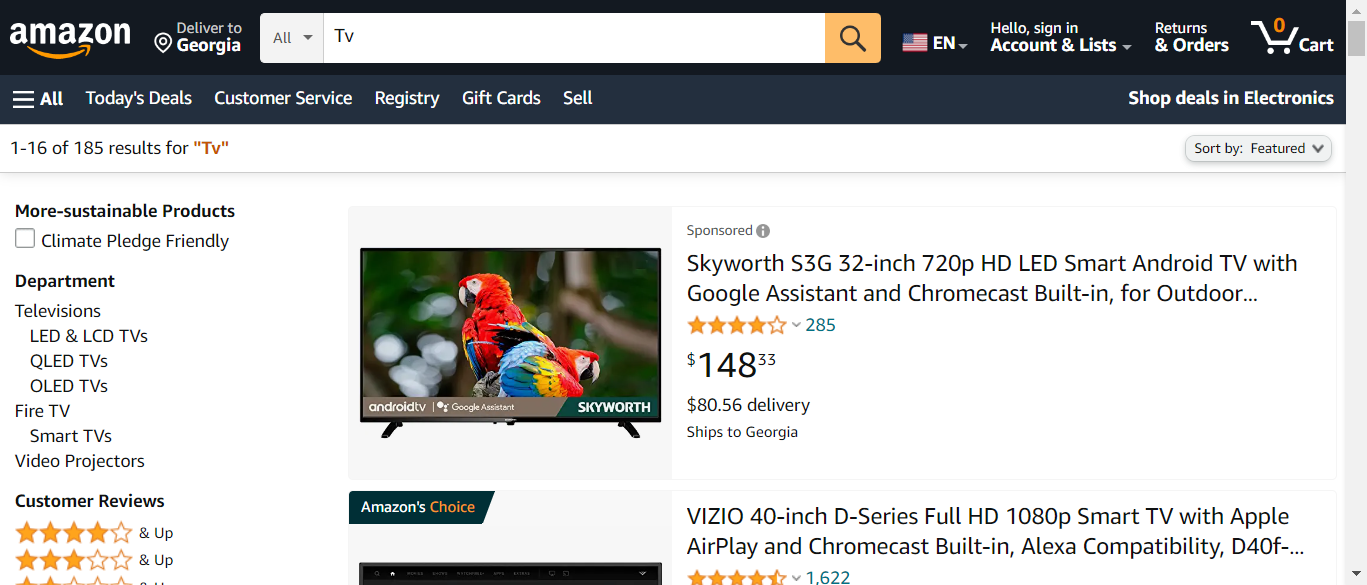 amazon
Deliver to
Georgia
All
Tv
EN
Hello, sign in
Account & Lists
Returns
& Orders
0
Cart
All
Today's Deals
Customer Service
Registry
Gift Cards
Sell
Shop deals in Electronics
1-16 of 185 results for "Tv"
Sort by: Featured
More-sustainable Products
Climate Pledge Friendly
Department
Televisions
LED & LCD TVs
QLED TVs
OLED TVs
Fire TV
Smart TVs
Video Projectors
Customer Reviews
& Up
& Up
& Up
androidtv
Google Assistant
SKYWORTH
Sponsored
Skyworth S3G 32-inch 720p HD LED Smart Android TV with
Google Assistant and Chromecast Built-in, for Outdoor...
285
$148 33
$80.56 delivery
Ships to Georgia
Amazon's Choice
VIZIO 40-inch D-Series Full HD 1080p Smart TV with Apple
AirPlay and Chromecast Built-in, Alexa Compatibility, D40f-...
1,622